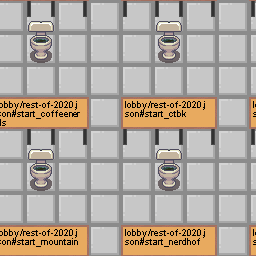 lobby/rest-of-2020.j
son#start_coffeener
ds
lobby/rest-of-2020.j
son#start_ctbk
lobby/rest-of-2020.j
son#start_mountain
lobby/rest-of-2020.j
son#start_nerdhof